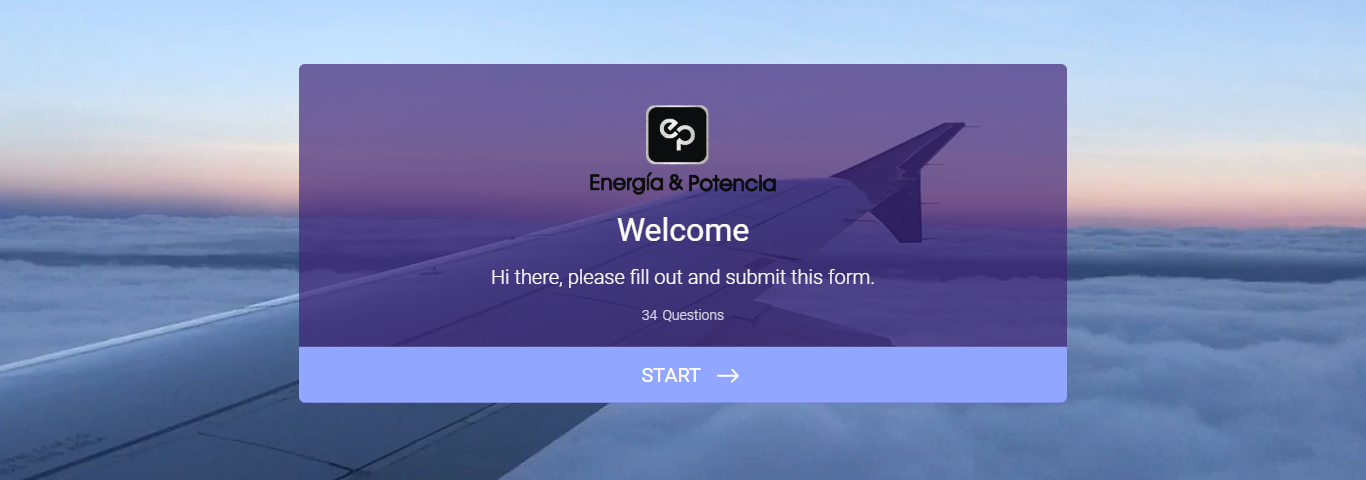 ep
Energía & Potencia
Welcome
Hi there, please fill out and submit this form.
34 Questions
START